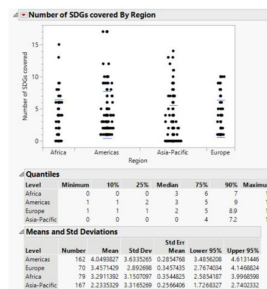 Number of SDGs covered By Region
Number of SDGs covered
15
10
5
0
Africa Americas Asia-Pacific Europe
Region
Quantiles
Level Minimum 10% 25% Median 75% 90% Maximu
Africa 0 0 0 3 6 7 1
Americas 1 1 2 3 5 9 1
Europe 1 1 1 2 5 8.9 1
Asia-Pacific 0 0 0 0 4 7.2 1
Means and Std Deviations
Std Err
Level Number Mean Std Dev Mean Lower 95% Upper 95%
Americas 162 4.0493827 3.6335265 0.2854768 3.4856208 4.6131446
Europe 70 3.4571429 2.892698 0.3457435 2.7674034 4.1468824
Africa 79 3.2911392 3.1507097 0.3544825 2.5854187 3.9968598
Asia-Pacific 167 2.2335329 3.3165269 0.2566406 1.7268327 2.7402332